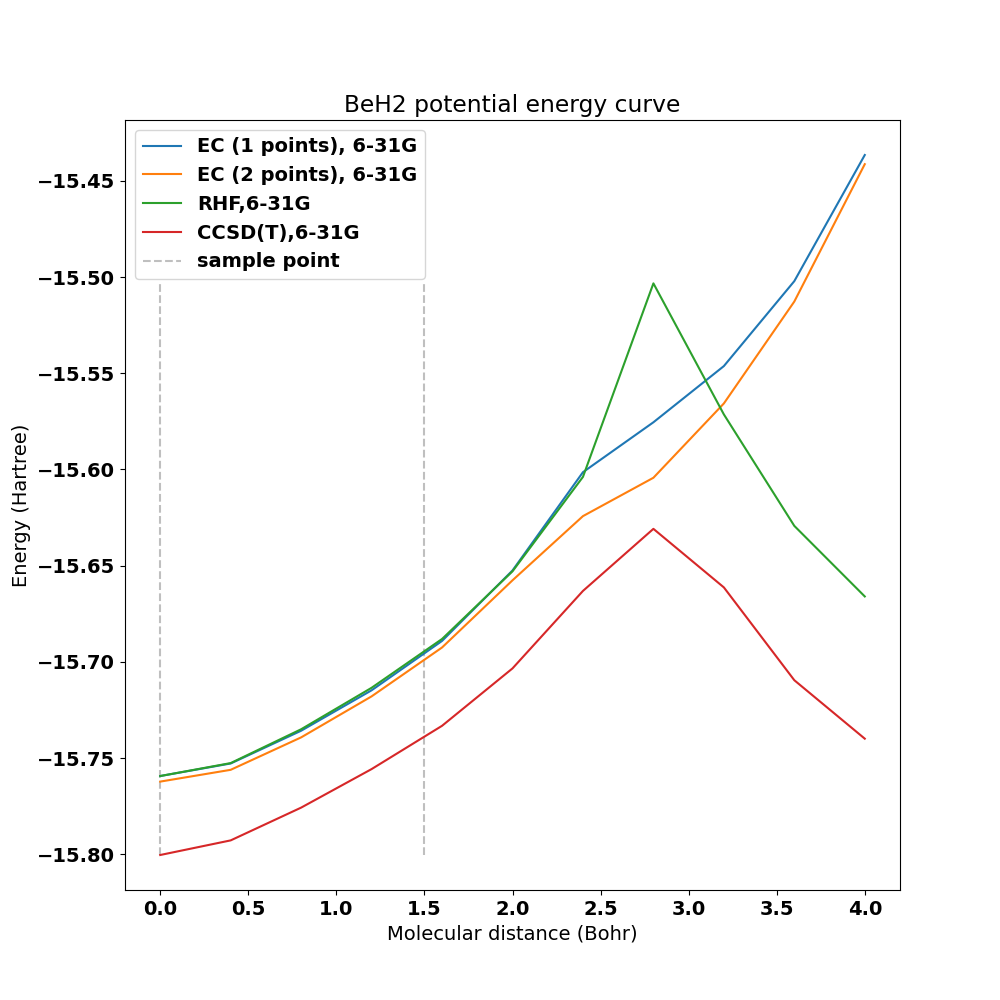 BeH2 potential energy curve
EC (1 points), 6-31G
EC (2 points), 6-31G
RHF,6-31G
CCSD(T),6-31G
sample point
−15.45
−15.50
−15.55
−15.60
−15.65
−15.70
−15.75
−15.80
Energy (Hartree)
0.0 0.5 1.0 1.5 2.0 2.5 3.0 3.5 4.0
Molecular distance (Bohr)